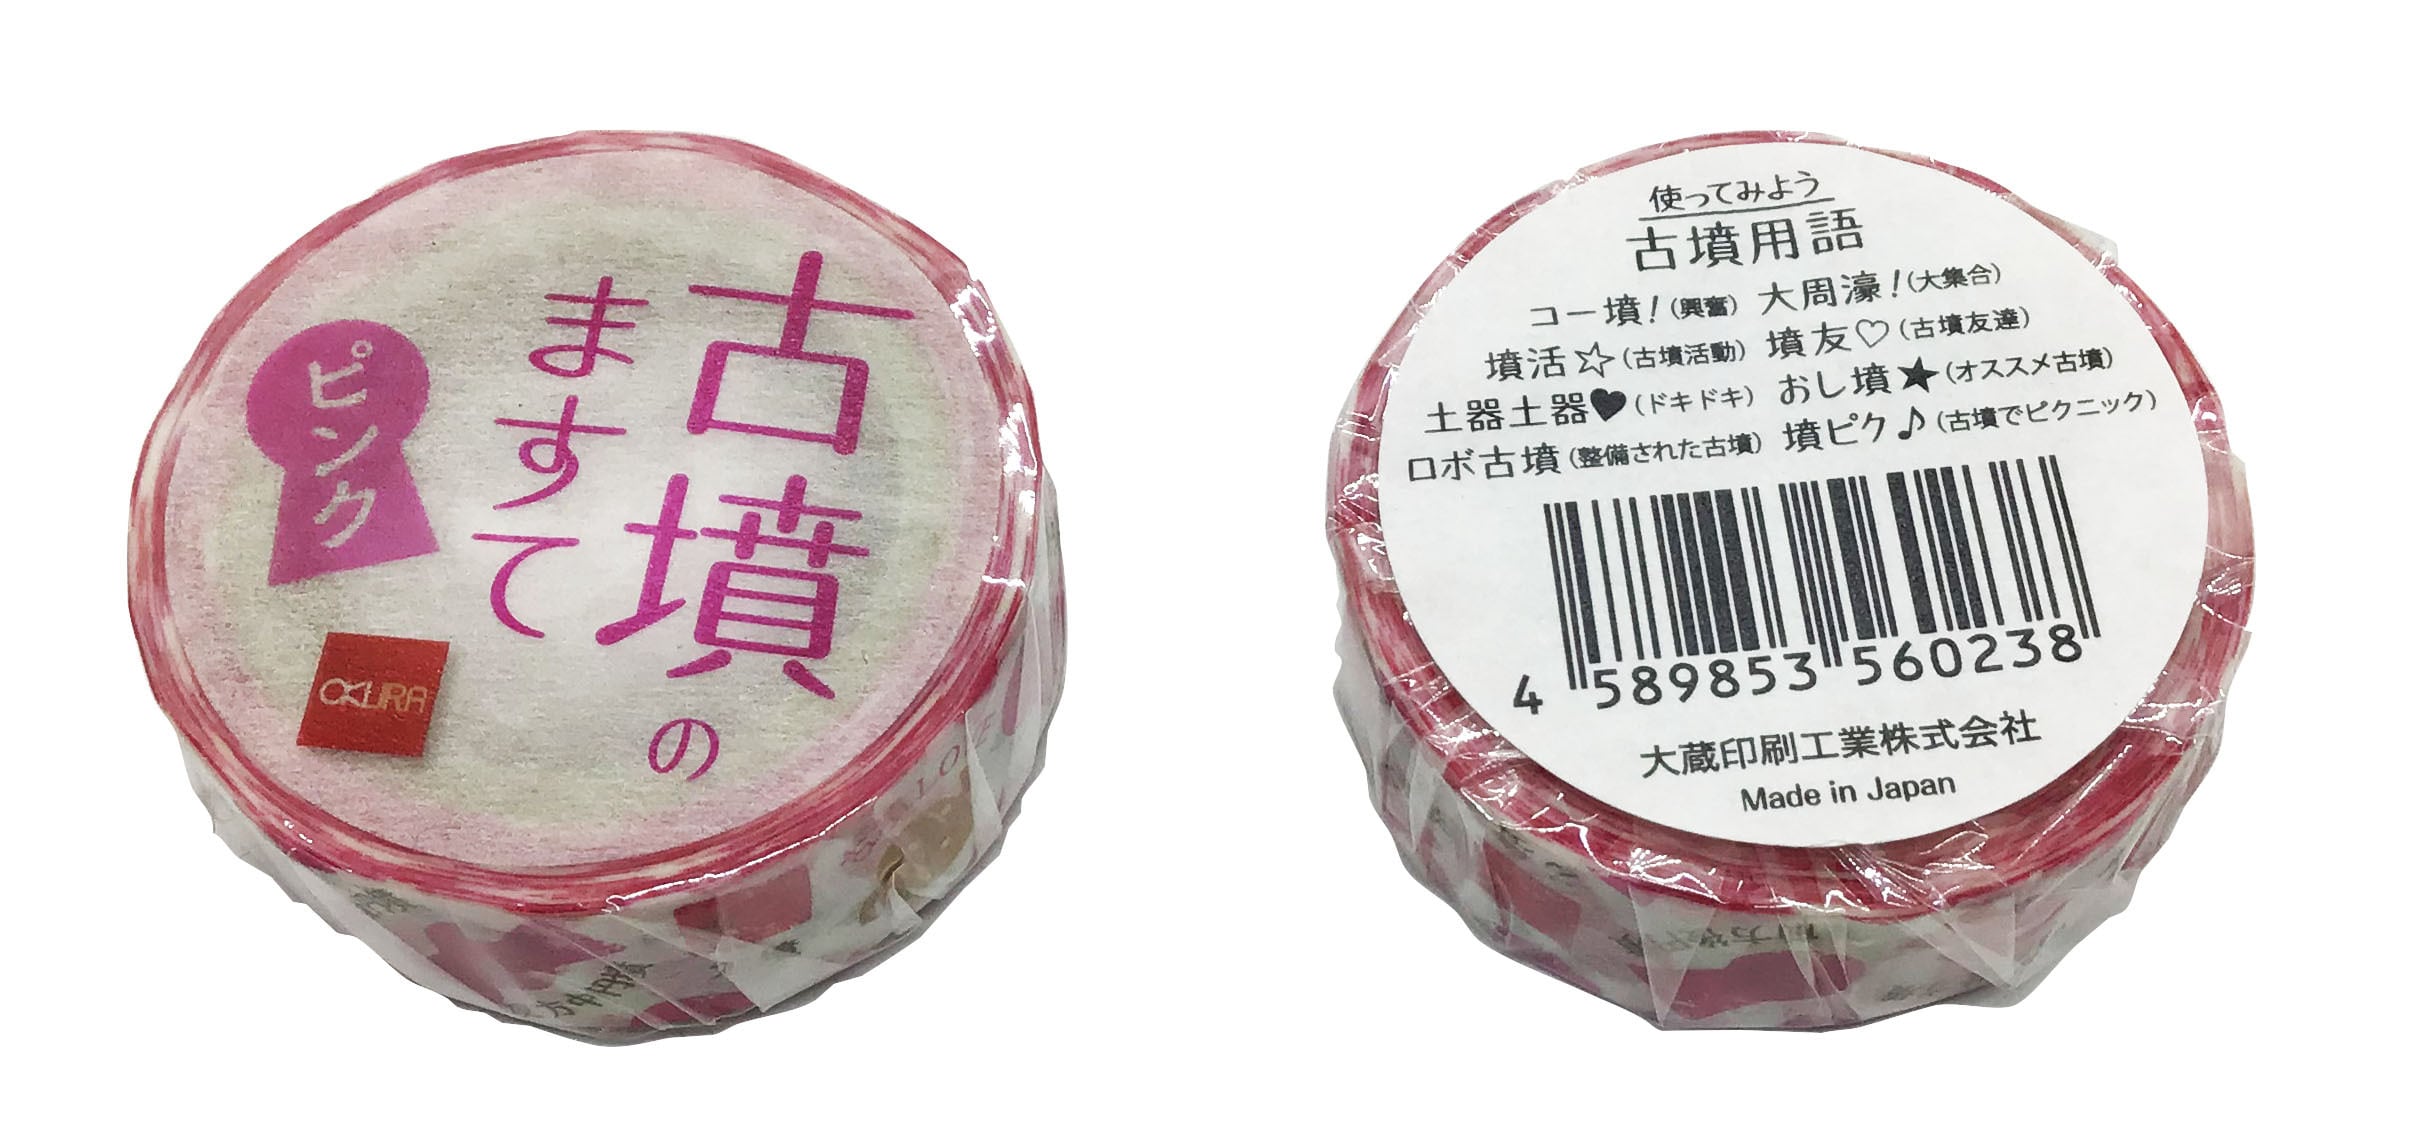 古墳の
ますて
ピンク
OKURA
LOVE
方中円墳
使ってみよう
古墳用語
コー墳！(興奮) 大周濠！(大集合)
墳活☆(古墳活動) 墳友♡(古墳友達)
土器土器♥(ドキドキ) おし墳★(オススメ古墳)
ロボ古墳(整備された古墳) 墳ピク♪(古墳でピクニック)
4 589853 560238
大蔵印刷工業株式会社
Made in Japan